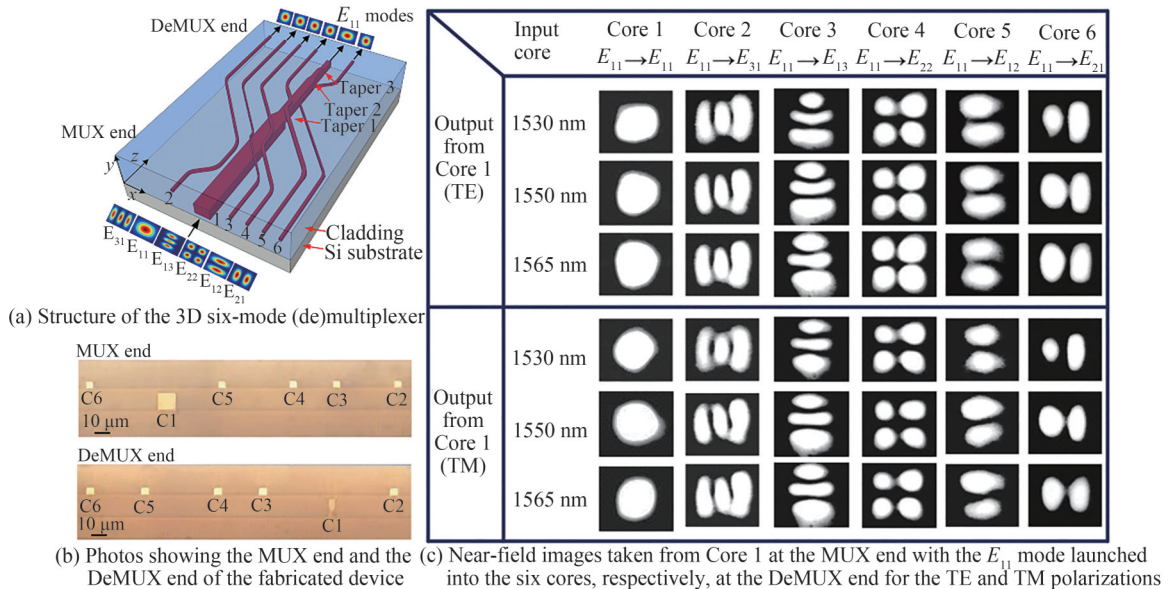 E₁₁ modes
DeMUX end
Taper 3
Taper 2
Taper 1
MUX end
y z x
2 1 3 4 5 6
Cladding
Si substrate
E₃₁ E₁₁ E₁₃ E₂₂ E₁₂ E₂₁
(a) Structure of the 3D six-mode (de)multiplexer
MUX end
C6 C1 C5 C4 C3 C2
10 μm
DeMUX end
C6 C5 C4 C3 C1 C2
10 μm
(b) Photos showing the MUX end and the
DeMUX end of the fabricated device
Input core Core 1 Core 2 Core 3 Core 4 Core 5 Core 6
E₁₁→E₁₁ E₁₁→E₃₁ E₁₁→E₁₃ E₁₁→E₂₂ E₁₁→E₁₂ E₁₁→E₂₁
Output from Core 1 (TE)
1530 nm
1550 nm
1565 nm
Output from Core 1 (TM)
1530 nm
1550 nm
1565 nm
(c) Near-field images taken from Core 1 at the MUX end with the E₁₁ mode launched
into the six cores, respectively, at the DeMUX end for the TE and TM polarizations